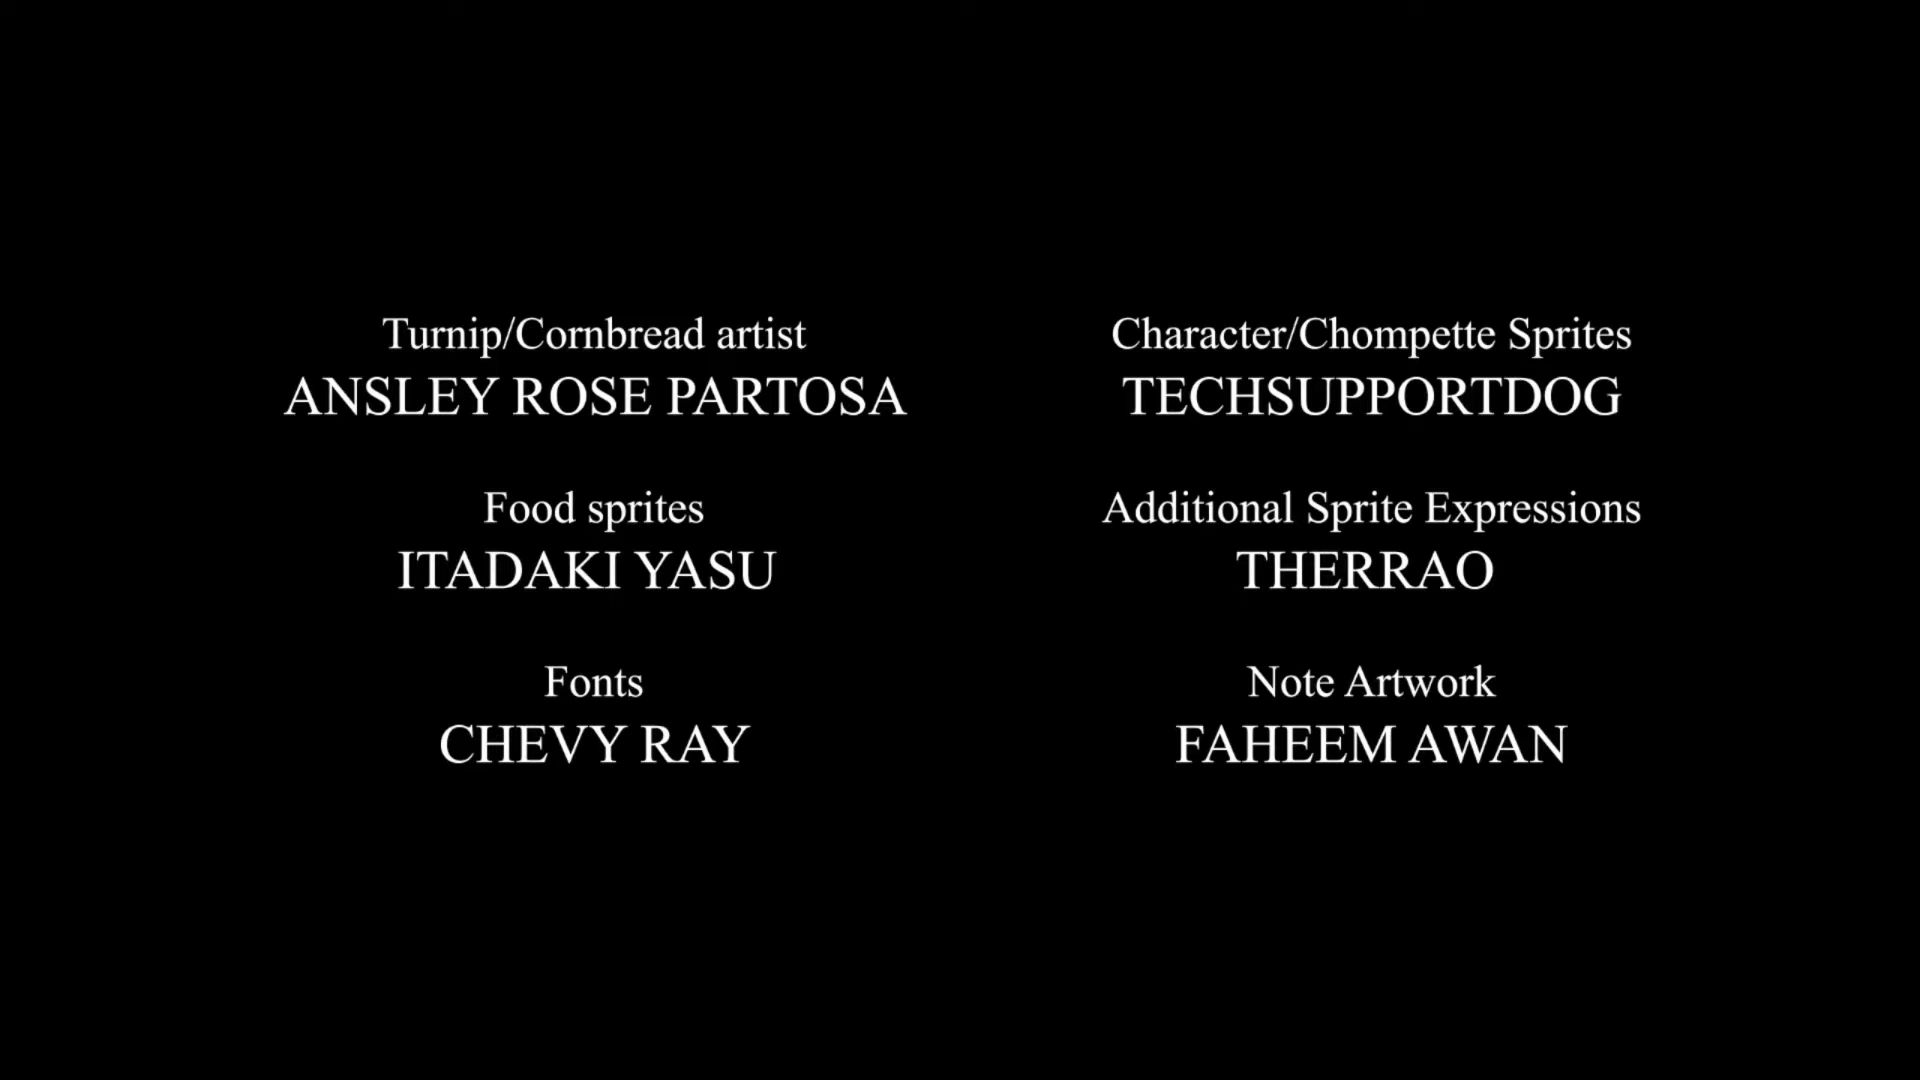 Turnip/Cornbread artist
ANSLEY ROSE PARTOSA
Food sprites
ITADAKI YASU
Fonts
CHEVY RAY
Character/Chompette Sprites
TECHSUPPORTDOG
Additional Sprite Expressions
THERRAO
Note Artwork
FAHEEM AWAN